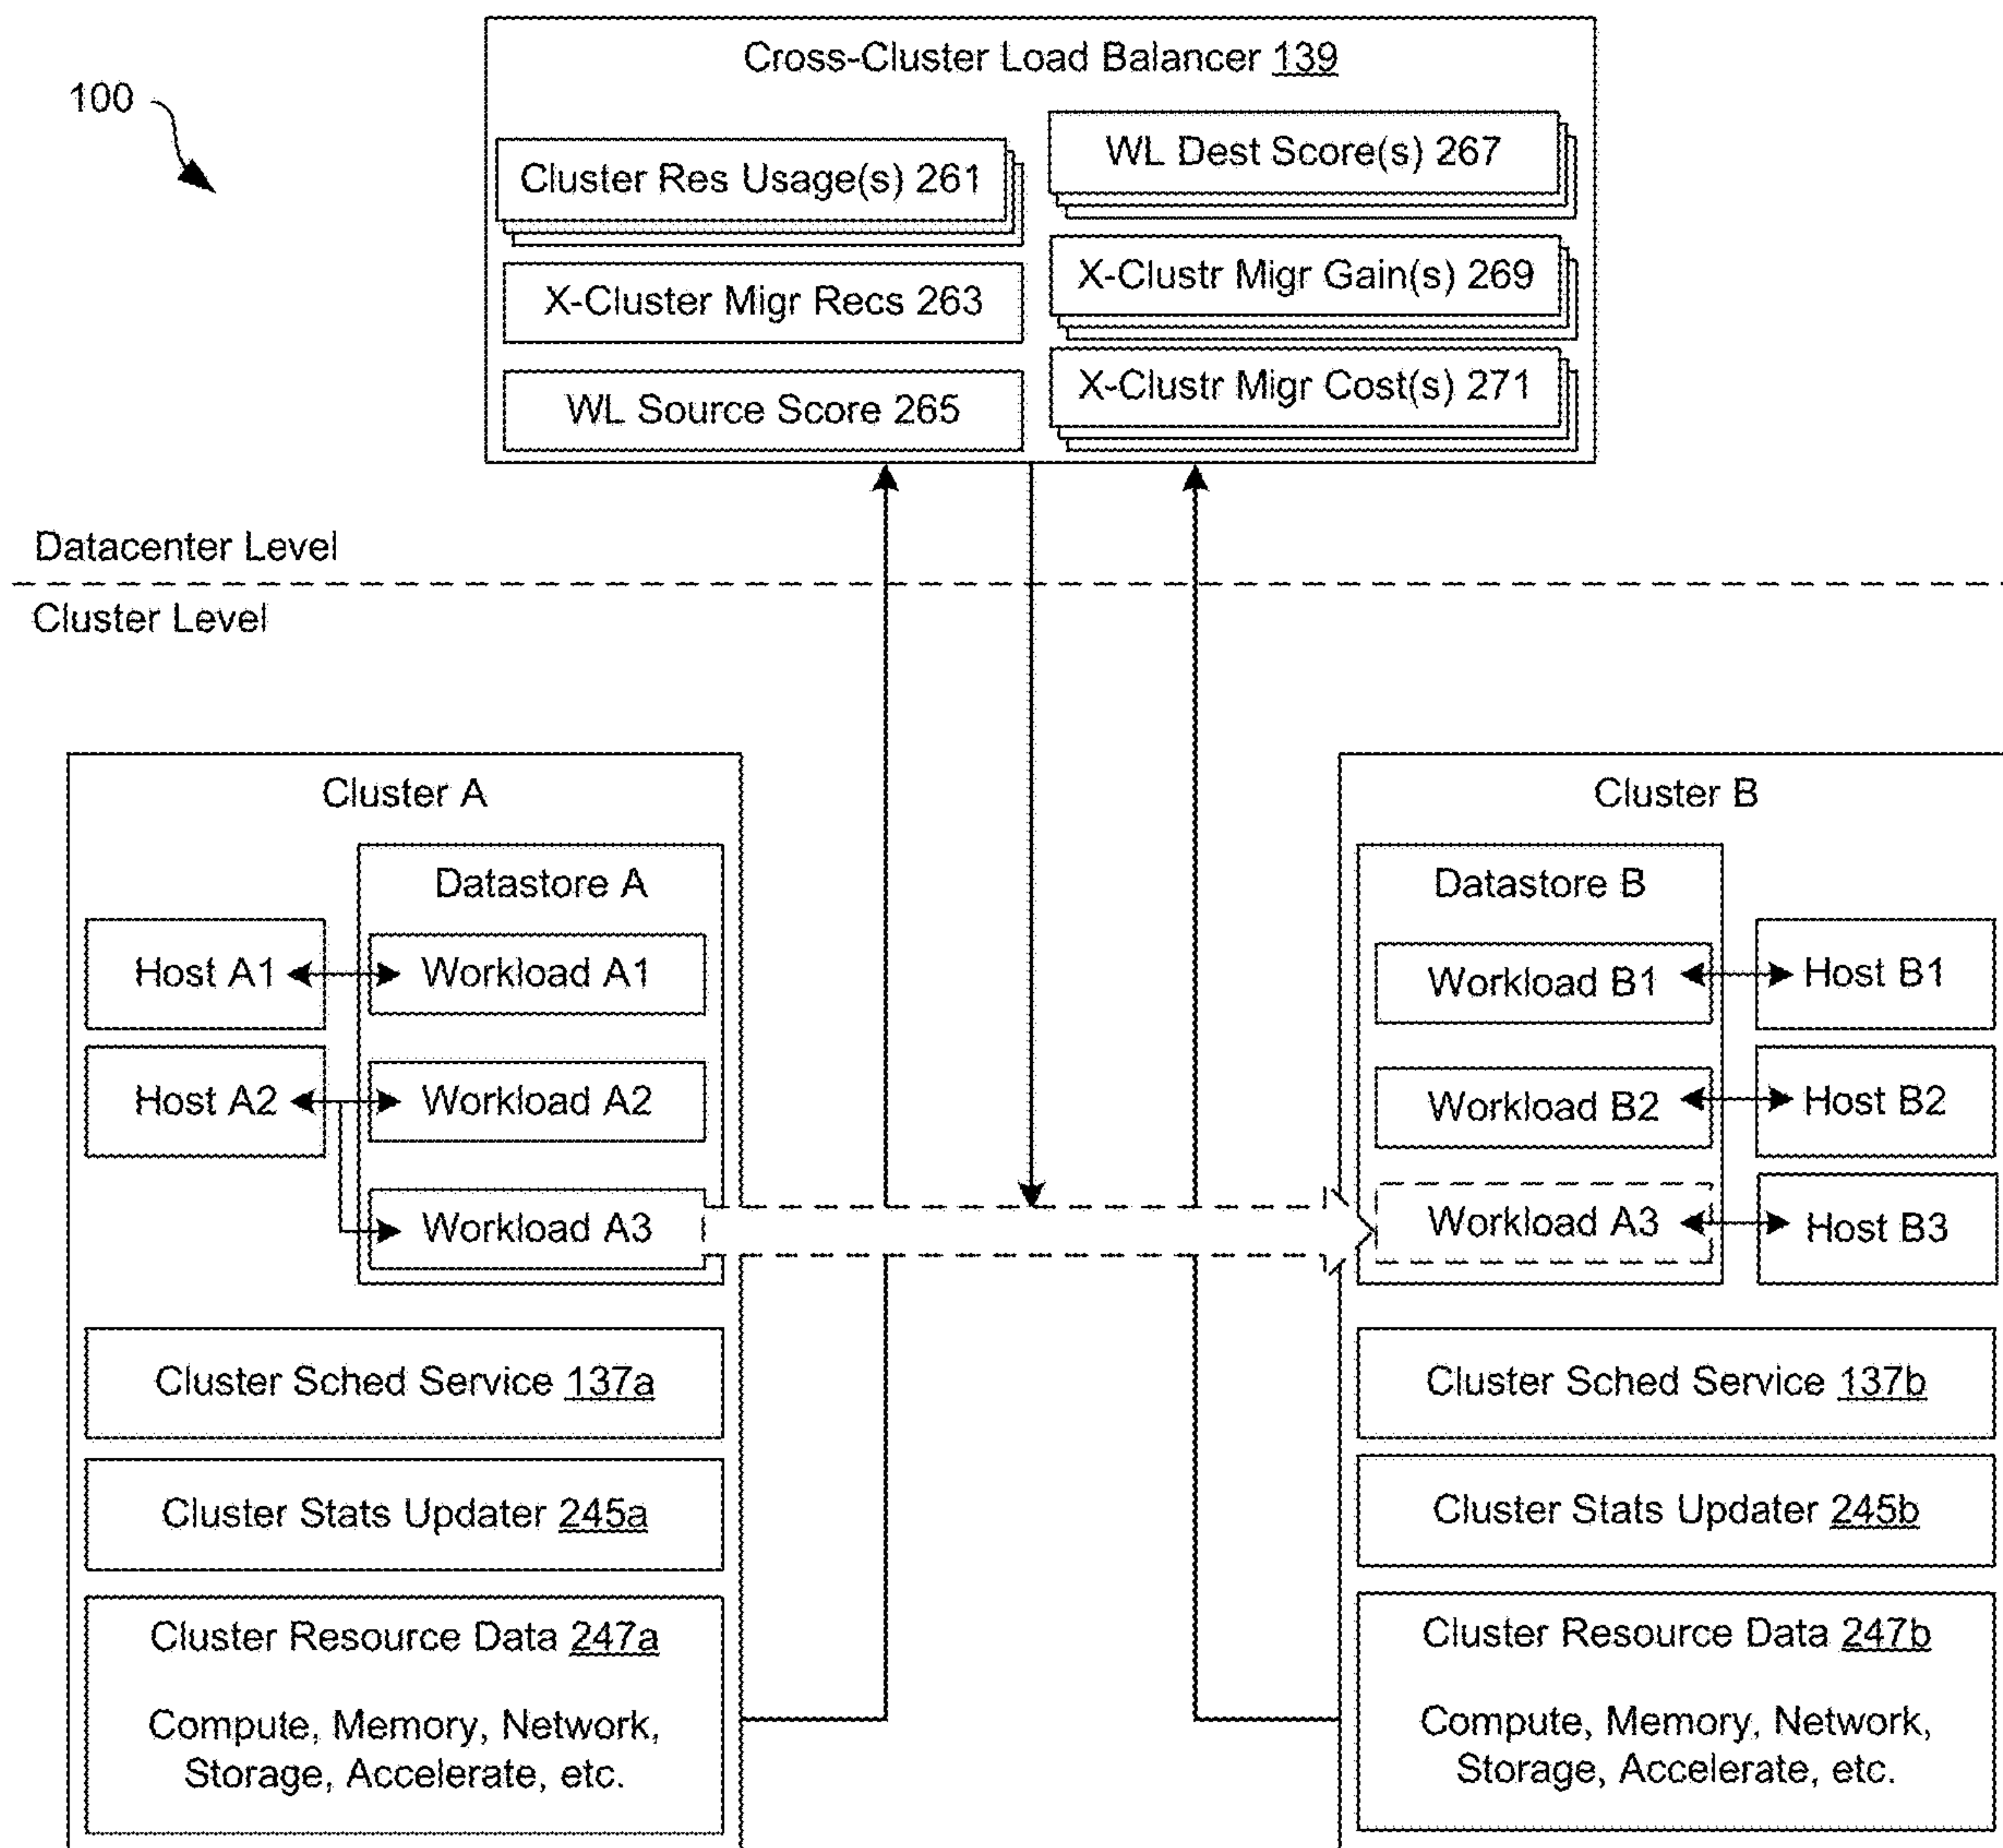 Cross-Cluster Load Balancer 139
100
Cluster Res Usage(s) 261
X-Cluster Migr Recs 263
WL Source Score 265
WL Dest Score(s) 267
X-Clustr Migr Gain(s) 269
X-Clustr Migr Cost(s) 271
Datacenter Level
Cluster Level
Cluster A
Datastore A
Host A1
Workload A1
Host A2
Workload A2
Workload A3
Cluster Sched Service 137a
Cluster Stats Updater 245a
Cluster Resource Data 247a
Compute, Memory, Network,
Storage, Accelerate, etc.
Cluster B
Datastore B
Workload B1
Host B1
Workload B2
Host B2
Workload A3
Host B3
Cluster Sched Service 137b
Cluster Stats Updater 245b
Cluster Resource Data 247b
Compute, Memory, Network,
Storage, Accelerate, etc.